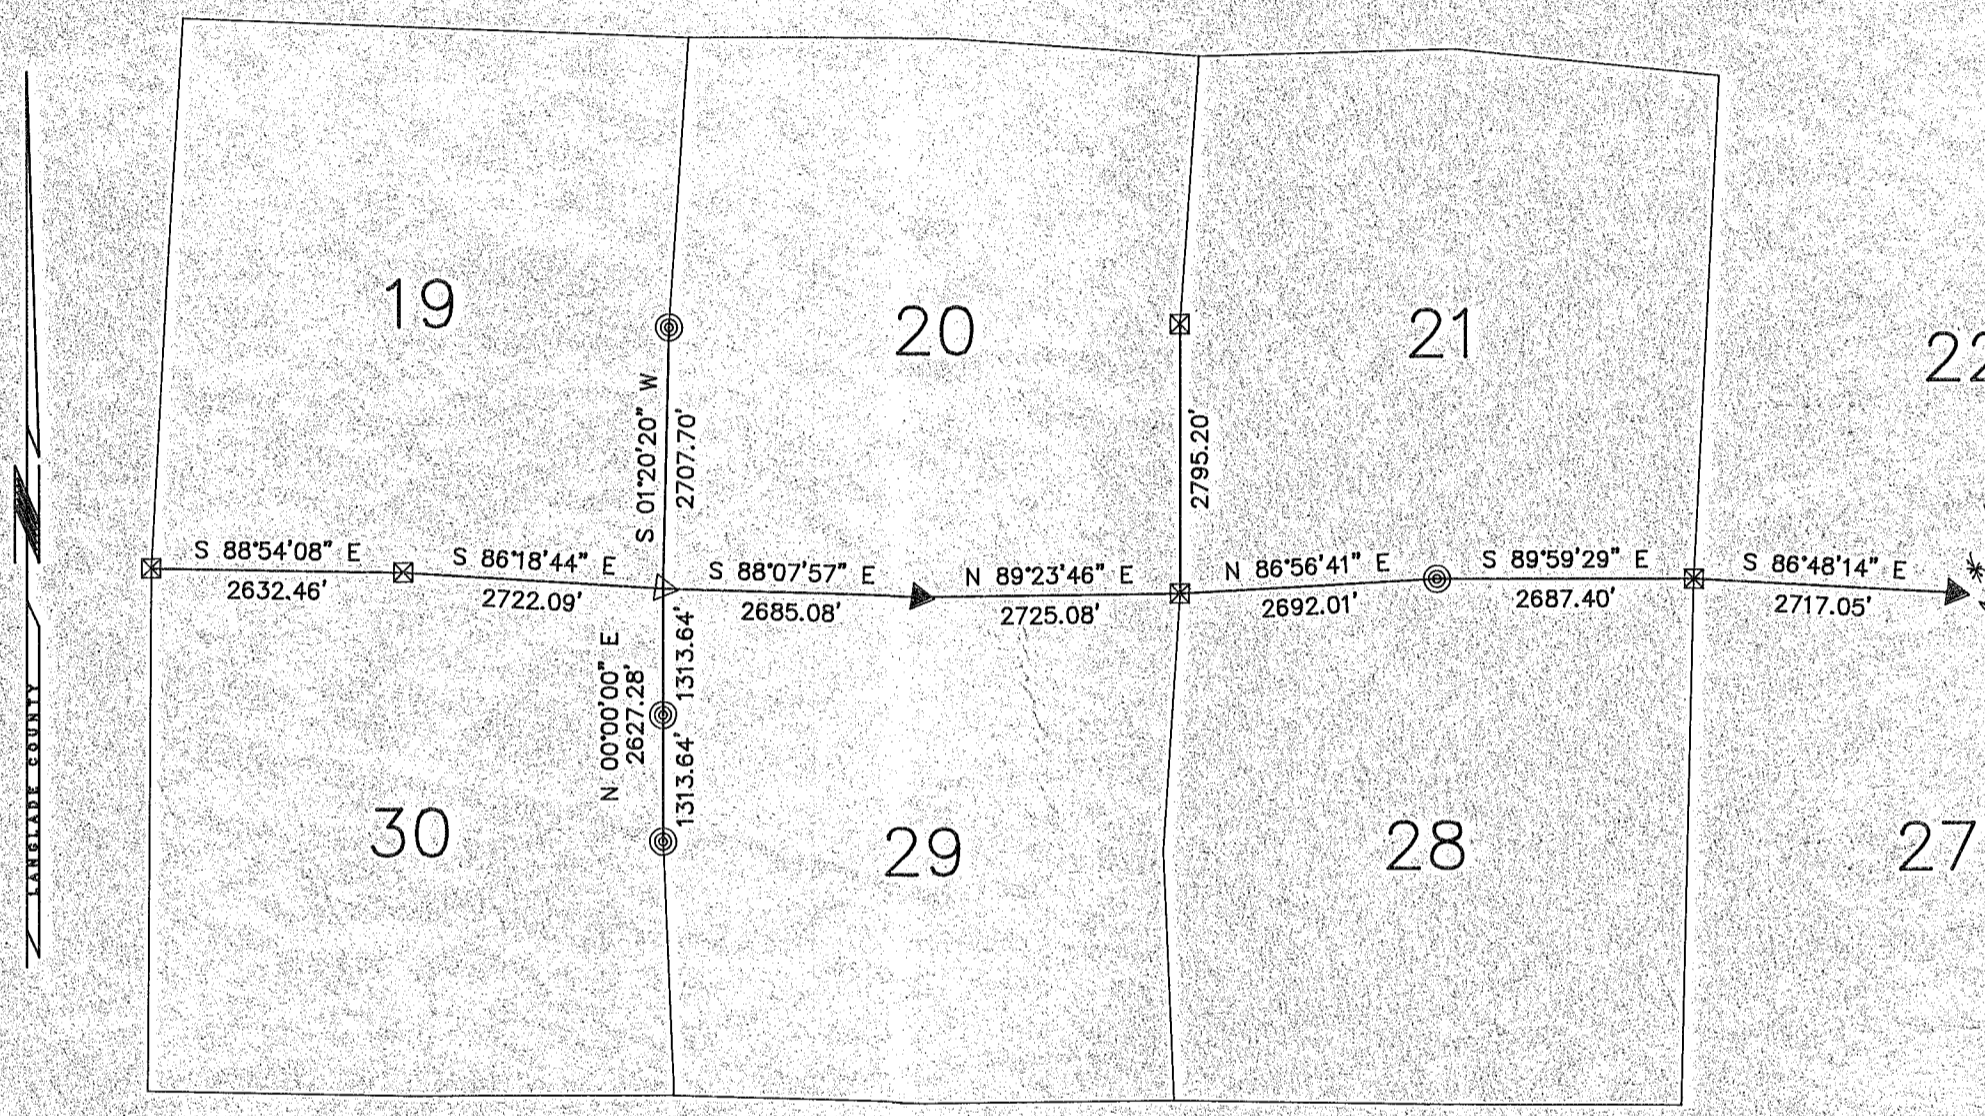 19
20
21
22
S 01°20'20" W
2707.70'
2795.20'
S 88°54'08" E
2632.46'
S 86°18'44" E
2722.09'
S 88°07'57" E
2685.08'
N 89°23'46" E
2725.08'
N 86°56'41" E
2692.01'
S 89°59'29" E
2687.40'
S 86°48'14" E
2717.05'
N 00°00'00" E
2627.28'
1313.64'
1313.64'
30
29
28
27
LANGLADE COUNTY
N